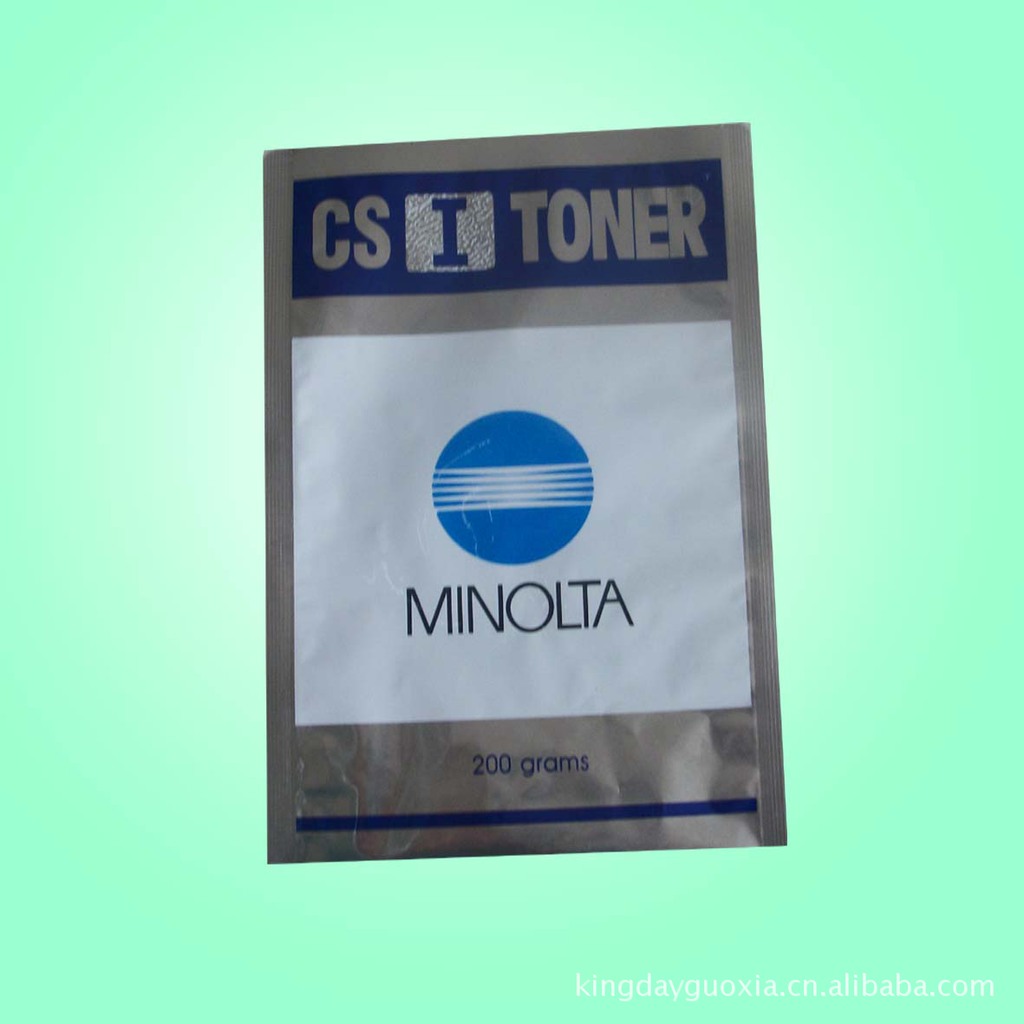 CS I TONER
MINOLTA
200 grams
kingdayguoxia.cn.alibaba.com